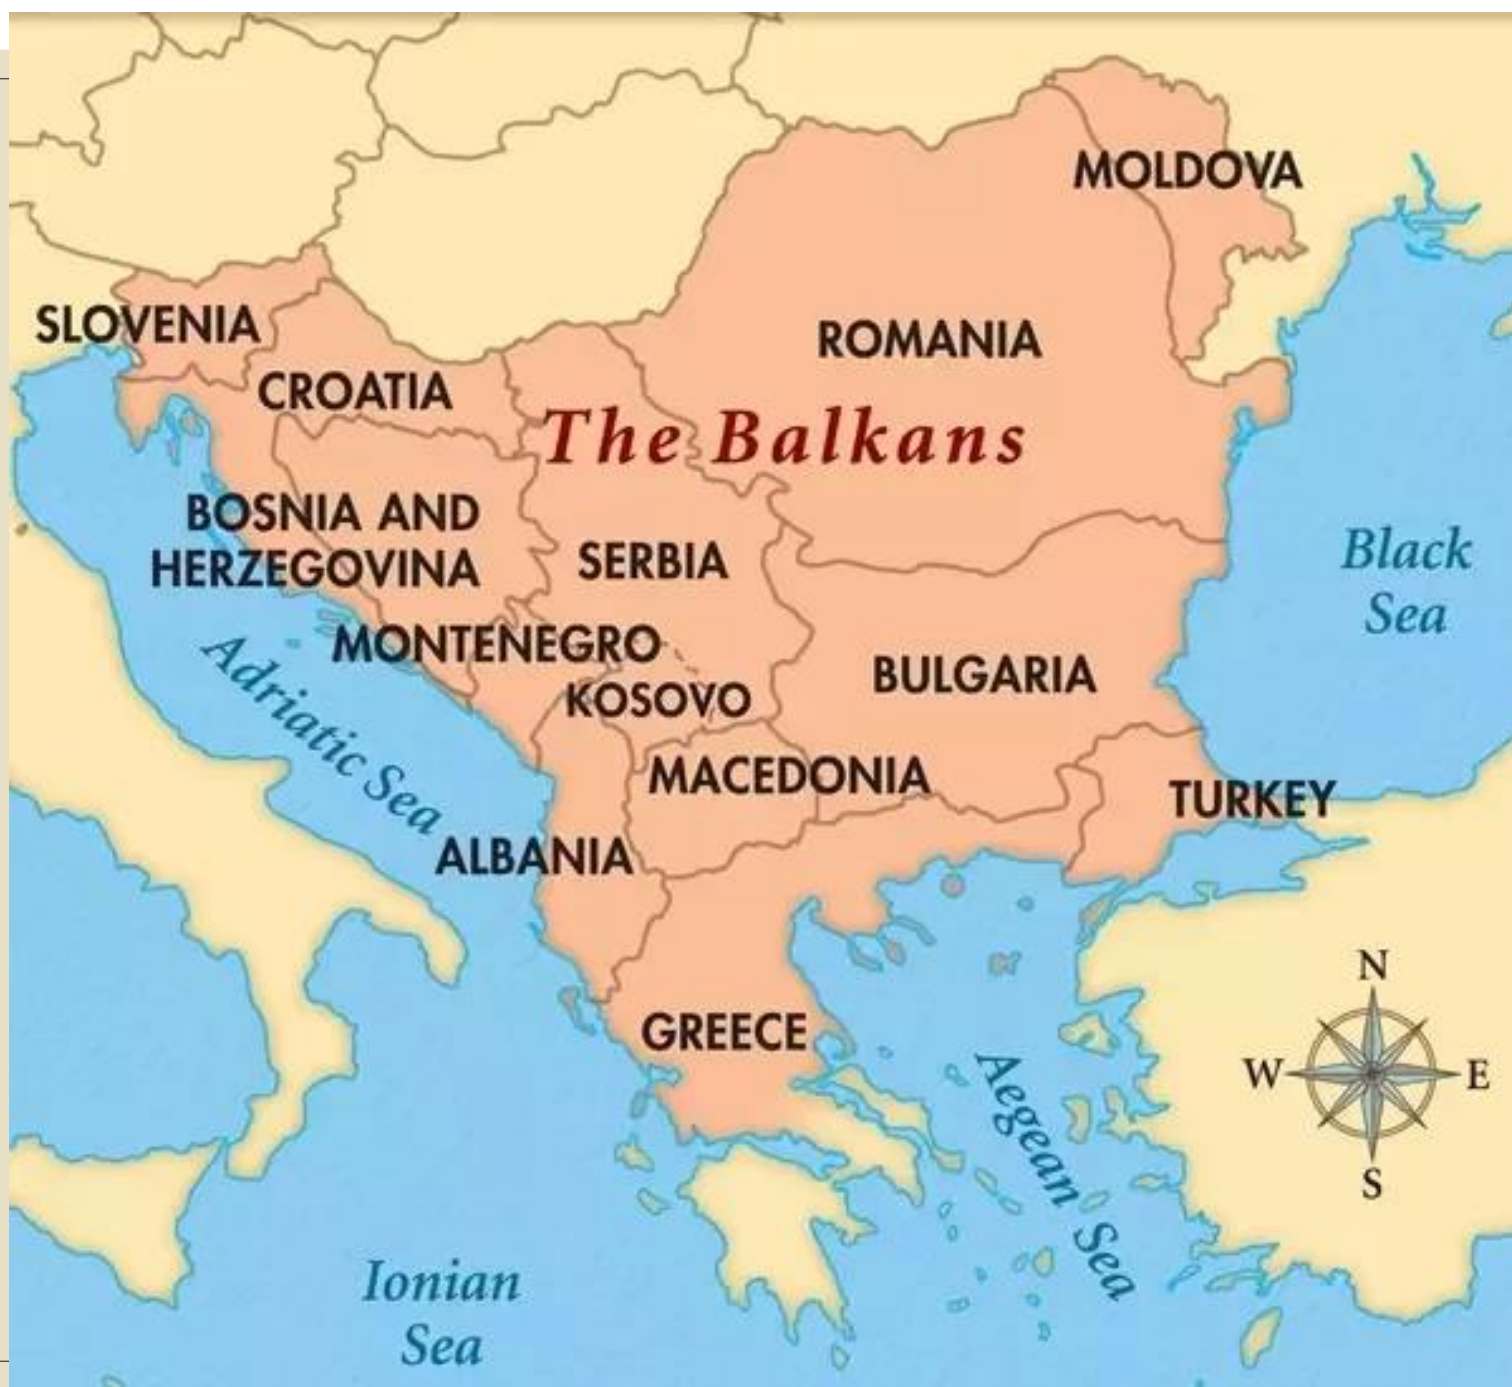 MOLDOVA
SLOVENIA
ROMANIA
CROATIA
The Balkans
BOSNIA AND
HERZEGOVINA
SERBIA
Black
Sea
MONTENEGRO
BULGARIA
KOSOVO
Adriatic Sea
MACEDONIA
TURKEY
ALBANIA
N
GREECE
W
E
Aegean Sea
S
Ionian
Sea